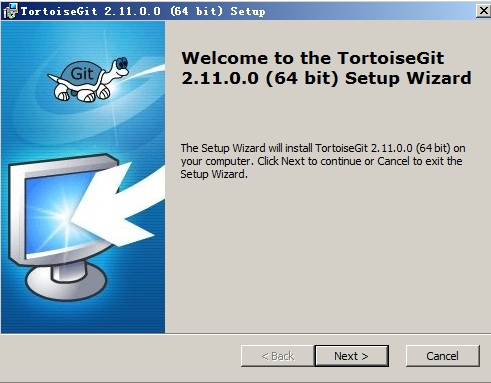 TortoiseGit 2.11.0.0 (64 bit) Setup
Git
Welcome to the TortoiseGit
2.11.0.0 (64 bit) Setup Wizard
The Setup Wizard will install TortoiseGit 2.11.0.0 (64 bit) on
your computer. Click Next to continue or Cancel to exit the
Setup Wizard.
< Back
Next >
Cancel